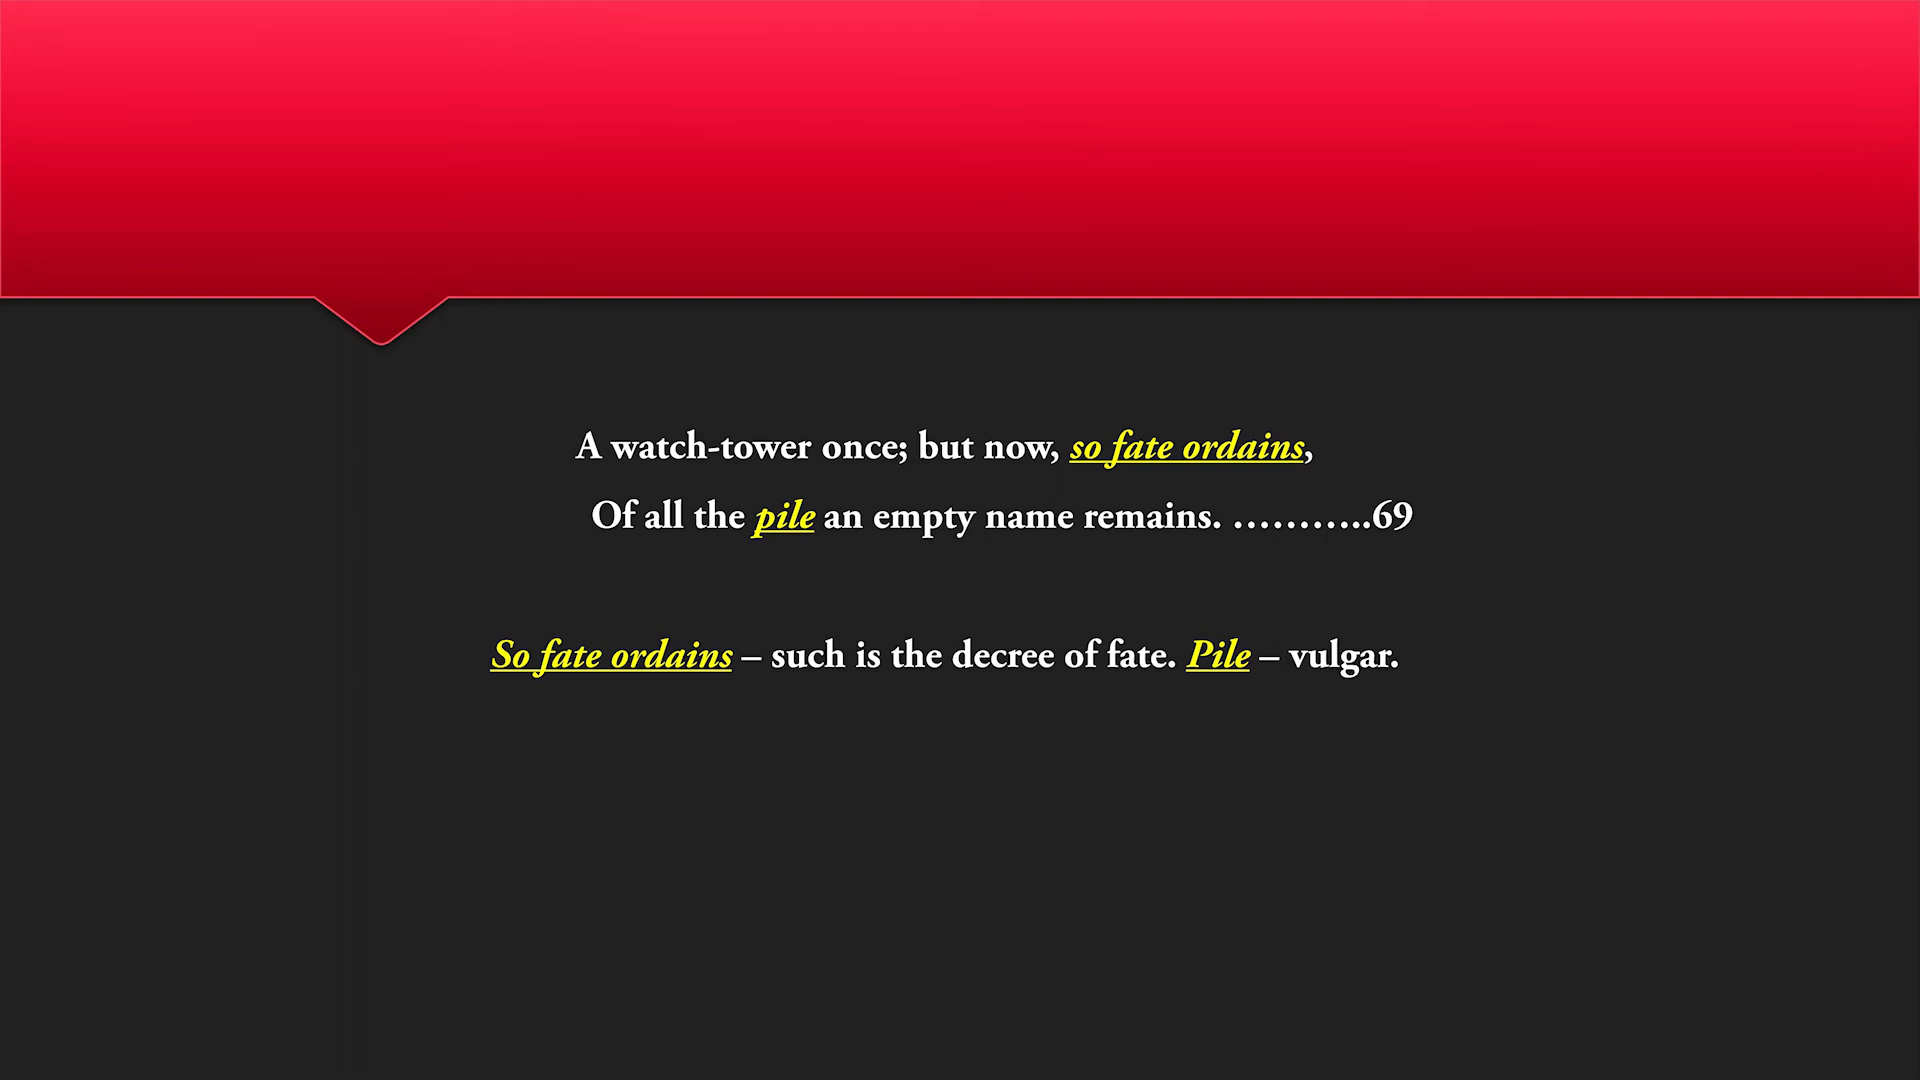 A watch-tower once; but now, so fate ordains,
Of all the pile an empty name remains. ………..69
So fate ordains – such is the decree of fate. Pile – vulgar.